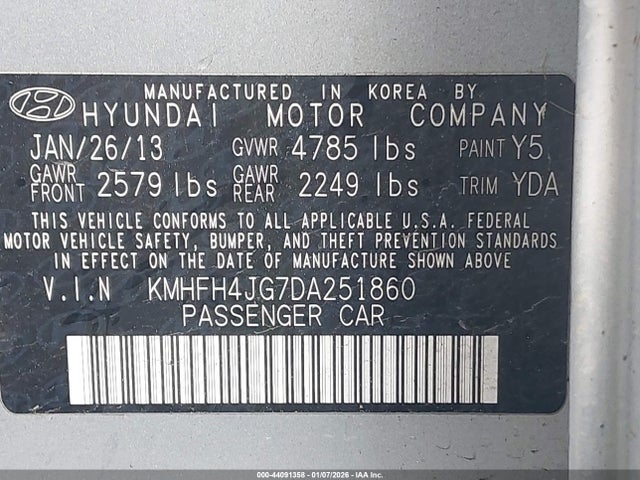 MANUFACTURED IN KOREA BY
HYUNDAI MOTOR COMPANY
JAN/26/13 GVWR 4785 lbs PAINT Y5
GAWR FRONT 2579 lbs GAWR REAR 2249 lbs TRIM YDA
THIS VEHICLE CONFORMS TO ALL APPLICABLE U.S.A. FEDERAL
MOTOR VEHICLE SAFETY, BUMPER, AND THEFT PREVENTION STANDARDS
IN EFFECT ON THE DATE OF MANUFACTURE SHOWN ABOVE
V.I.N KMHFH4JG7DA251860
PASSENGER CAR
000-44091358 - 01/07/2026 - IAA Inc.